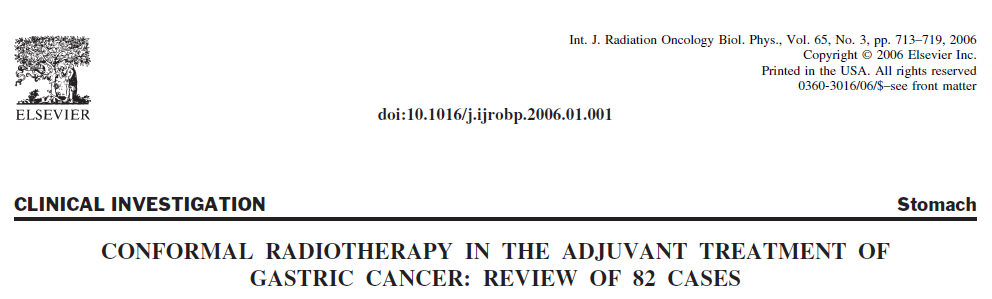 Int. J. Radiation Oncology Biol. Phys., Vol. 65, No. 3, pp. 713–719, 2006
Copyright © 2006 Elsevier Inc.
Printed in the USA. All rights reserved
0360-3016/06/$–see front matter
ELSEVIER
doi:10.1016/j.ijrobp.2006.01.001
CLINICAL INVESTIGATION Stomach
CONFORMAL RADIOTHERAPY IN THE ADJUVANT TREATMENT OF
GASTRIC CANCER: REVIEW OF 82 CASES